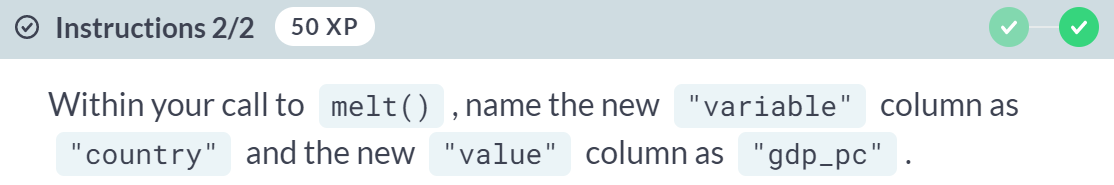 Instructions 2/2 50 XP
Within your call to melt() , name the new "variable" column as
"country" and the new "value" column as "gdp_pc" .